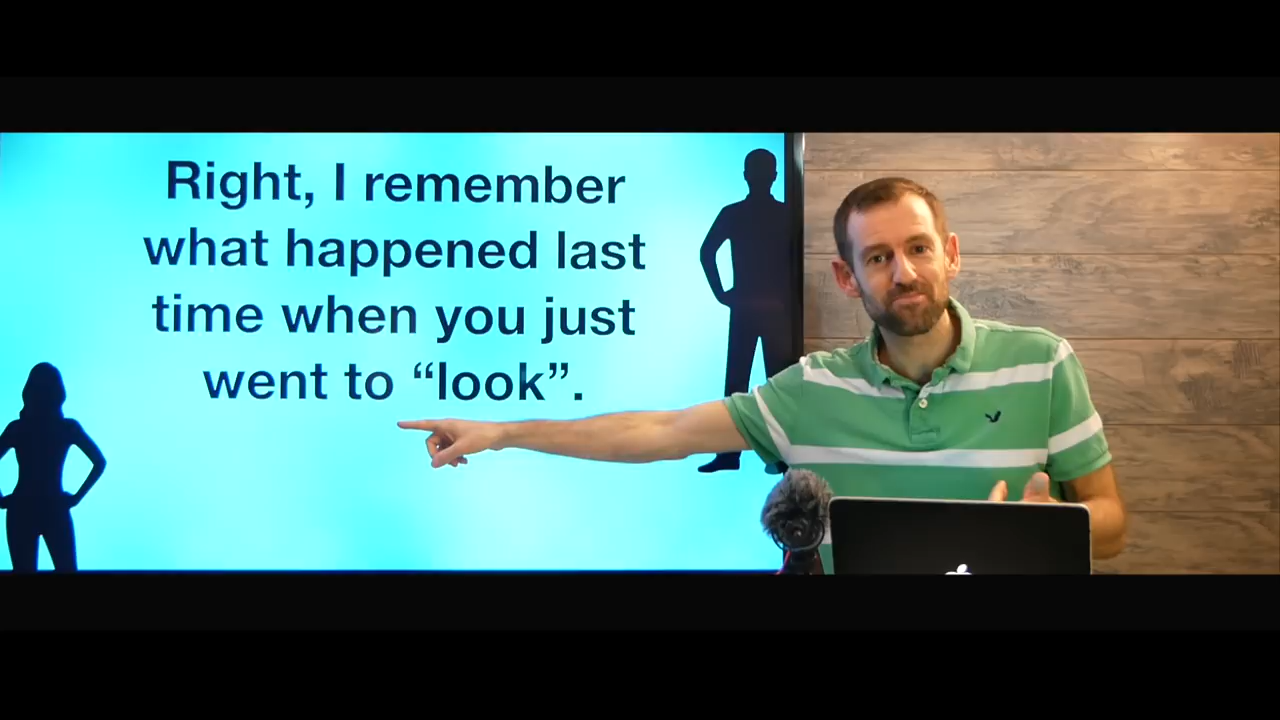 Right, I remember
what happened last
time when you just
went to “look”.